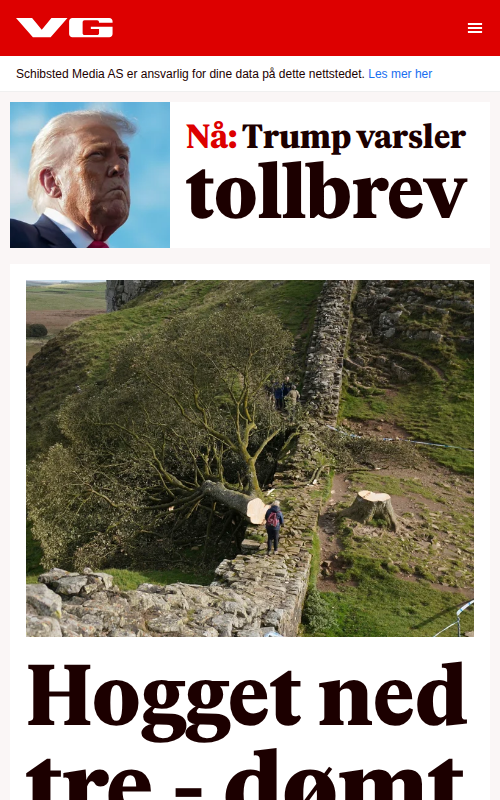 VG
Schibsted Media AS er ansvarlig for dine data på dette nettstedet. Les mer her
Nå: Trump varsler
tollbrev
Hogget ned
tre - dømt